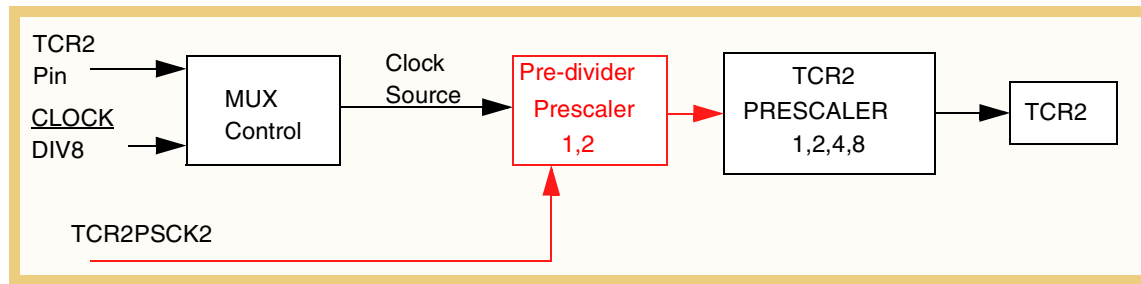 TCR2
Pin
CLOCK
DIV8
MUX
Control
Clock
Source
Pre-divider
Prescaler
1,2
TCR2
PRESCALER
1,2,4,8
TCR2
TCR2PSCK2